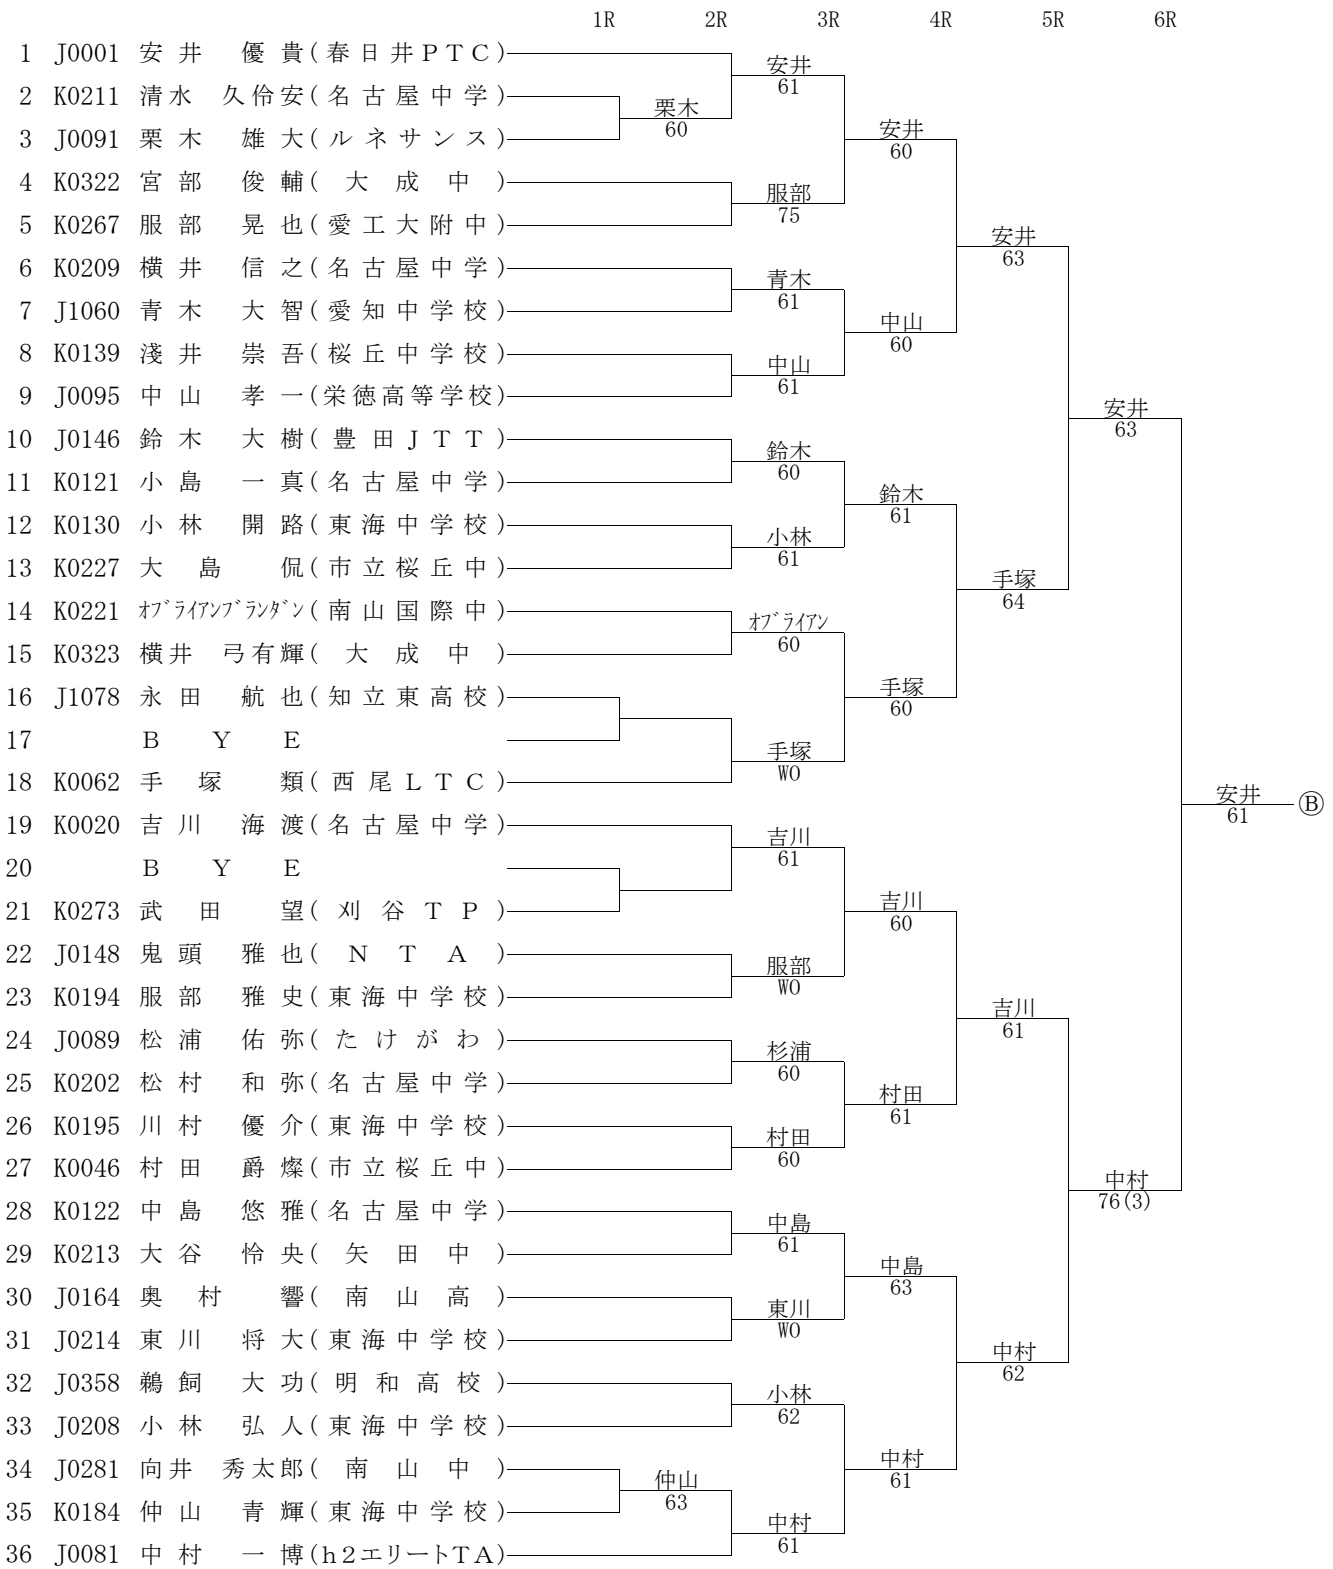 1R 2R 3R 4R 5R 6R
1 J0001 安井 優貴(春日井PTC)
安井
61
2 K0211 清水 久伶安(名古屋中学)
栗木
60
3 J0091 栗木 雄大(ルネサンス)
安井
60
4 K0322 宮部 俊輔(大成中)
服部
75
5 K0267 服部 晃也(愛工大附中)
安井
63
6 K0209 横井 信之(名古屋中学)
青木
61
7 J1060 青木 大智(愛知中学校)
中山
60
8 K0139 淺井 崇吾(桜丘中学校)
中山
61
9 J0095 中山 孝一(栄徳高等学校)
安井
63
10 J0146 鈴木 大樹(豊田JTT)
鈴木
60
11 K0121 小島 一真(名古屋中学)
鈴木
61
12 K0130 小林 開路(東海中学校)
小林
61
13 K0227 大島 侃(市立桜丘中)
手塚
64
14 K0221 オブライアンブランダン(南山国際中)
オブライアン
60
15 K0323 横井 弓有輝(大成中)
手塚
60
16 J1078 永田 航也(知立東高校)
17 BYE
手塚
WO
18 K0062 手塚 類(西尾LTC)
安井
61
Ⓑ
19 K0020 吉川 海渡(名古屋中学)
吉川
61
20 BYE
21 K0273 武田 望(刈谷TP)
吉川
60
22 J0148 鬼頭 雅也(NTA)
服部
WO
23 K0194 服部 雅史(東海中学校)
吉川
61
24 J0089 松浦 佑弥(たけがわ)
杉浦
60
25 K0202 松村 和弥(名古屋中学)
村田
61
26 K0195 川村 優介(東海中学校)
村田
60
27 K0046 村田 爵燦(市立桜丘中)
中村
76(3)
28 K0122 中島 悠雅(名古屋中学)
中島
61
29 K0213 大谷 怜央(矢田中)
中島
63
30 J0164 奥村 響(南山高)
東川
WO
31 J0214 東川 将大(東海中学校)
中村
62
32 J0358 鵜飼 大功(明和高校)
小林
62
33 J0208 小林 弘人(東海中学校)
中村
61
34 J0281 向井 秀太郎(南山中)
仲山
63
35 K0184 仲山 青輝(東海中学校)
中村
61
36 J0081 中村 一博(h2エリートTA)